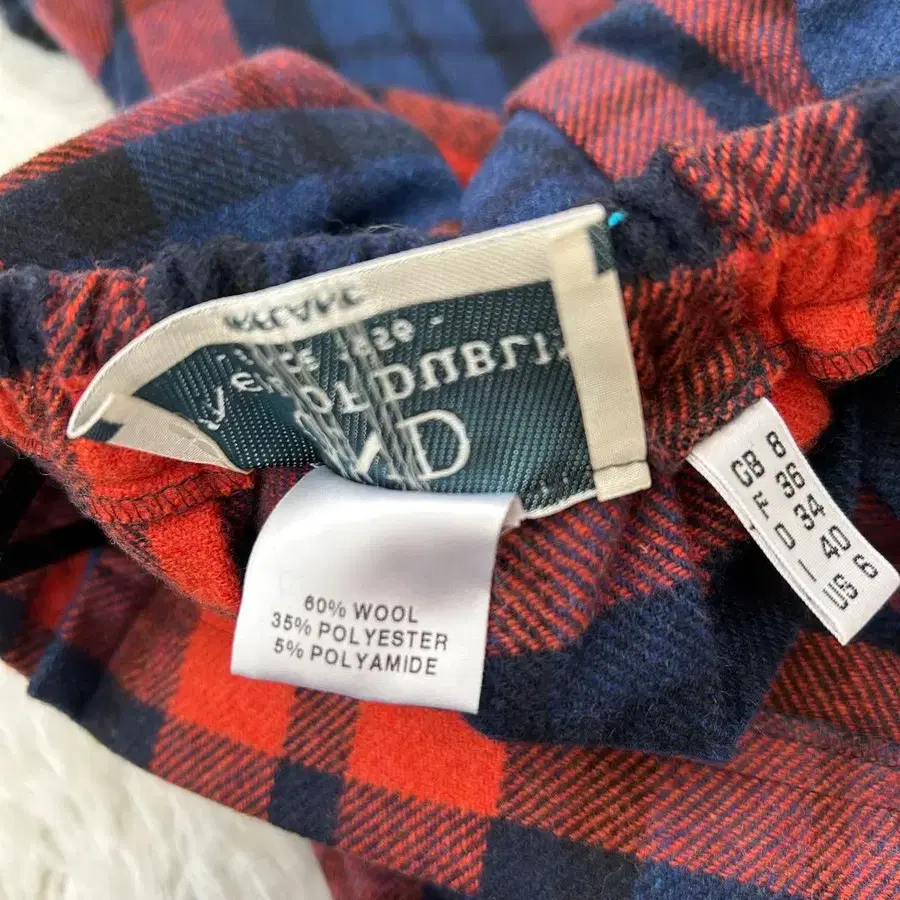 OF DUBLIN
60% WOOL
35% POLYESTER
5% POLYAMIDE
GB 8
F 36
D 34
I 40
US 6